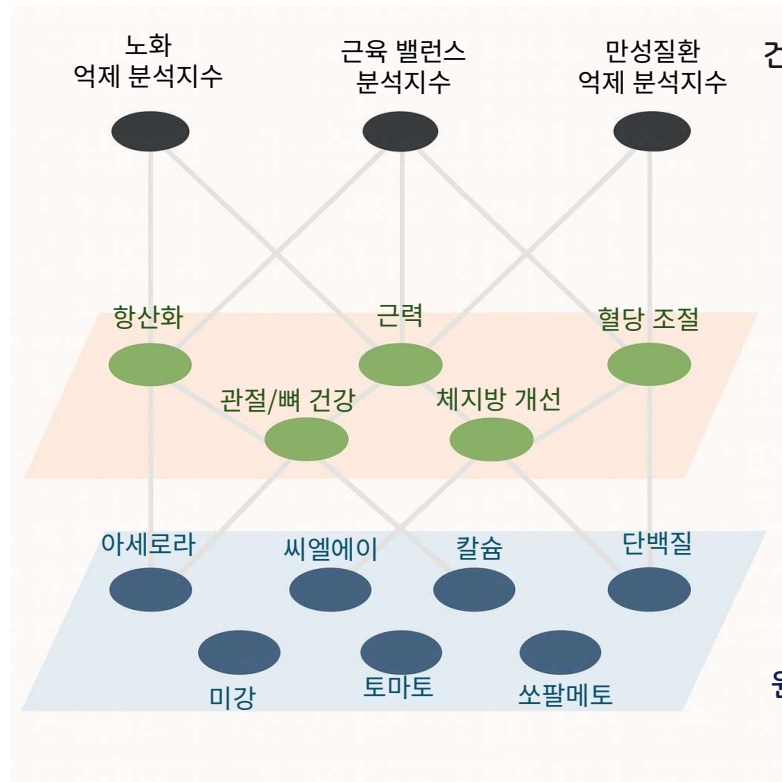 노화
억제 분석지수
근육 밸런스
분석지수
만성질환
억제 분석지수
항산화
근력
혈당 조절
관절/뼈 건강
체지방 개선
아세로라
씨엘에이
칼슘
단백질
미강
토마토
쏘팔메토